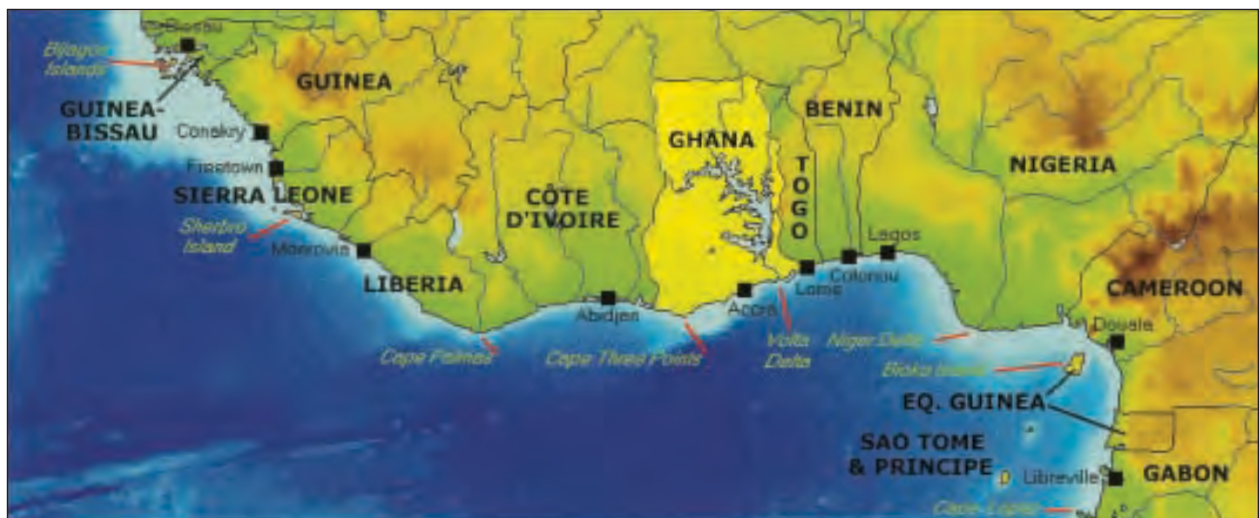 Bissau
Bijagos
Islands
GUINEA-
BISSAU
GUINEA
Conakry
Freetown
SIERRA LEONE
Sherbro
Island
Monrovia
LIBERIA
CÔTE
D'IVOIRE
Abidjan
Cape Palmas
GHANA
Accra
Cape Three Points
TOGO
Lome
Volta
Delta
BENIN
Cotonou
Lagos
NIGERIA
Niger Delta
CAMEROON
Douala
Bioko Island
EQ. GUINEA
SAO TOME
& PRINCIPE
Libreville
GABON
Cape Lopez